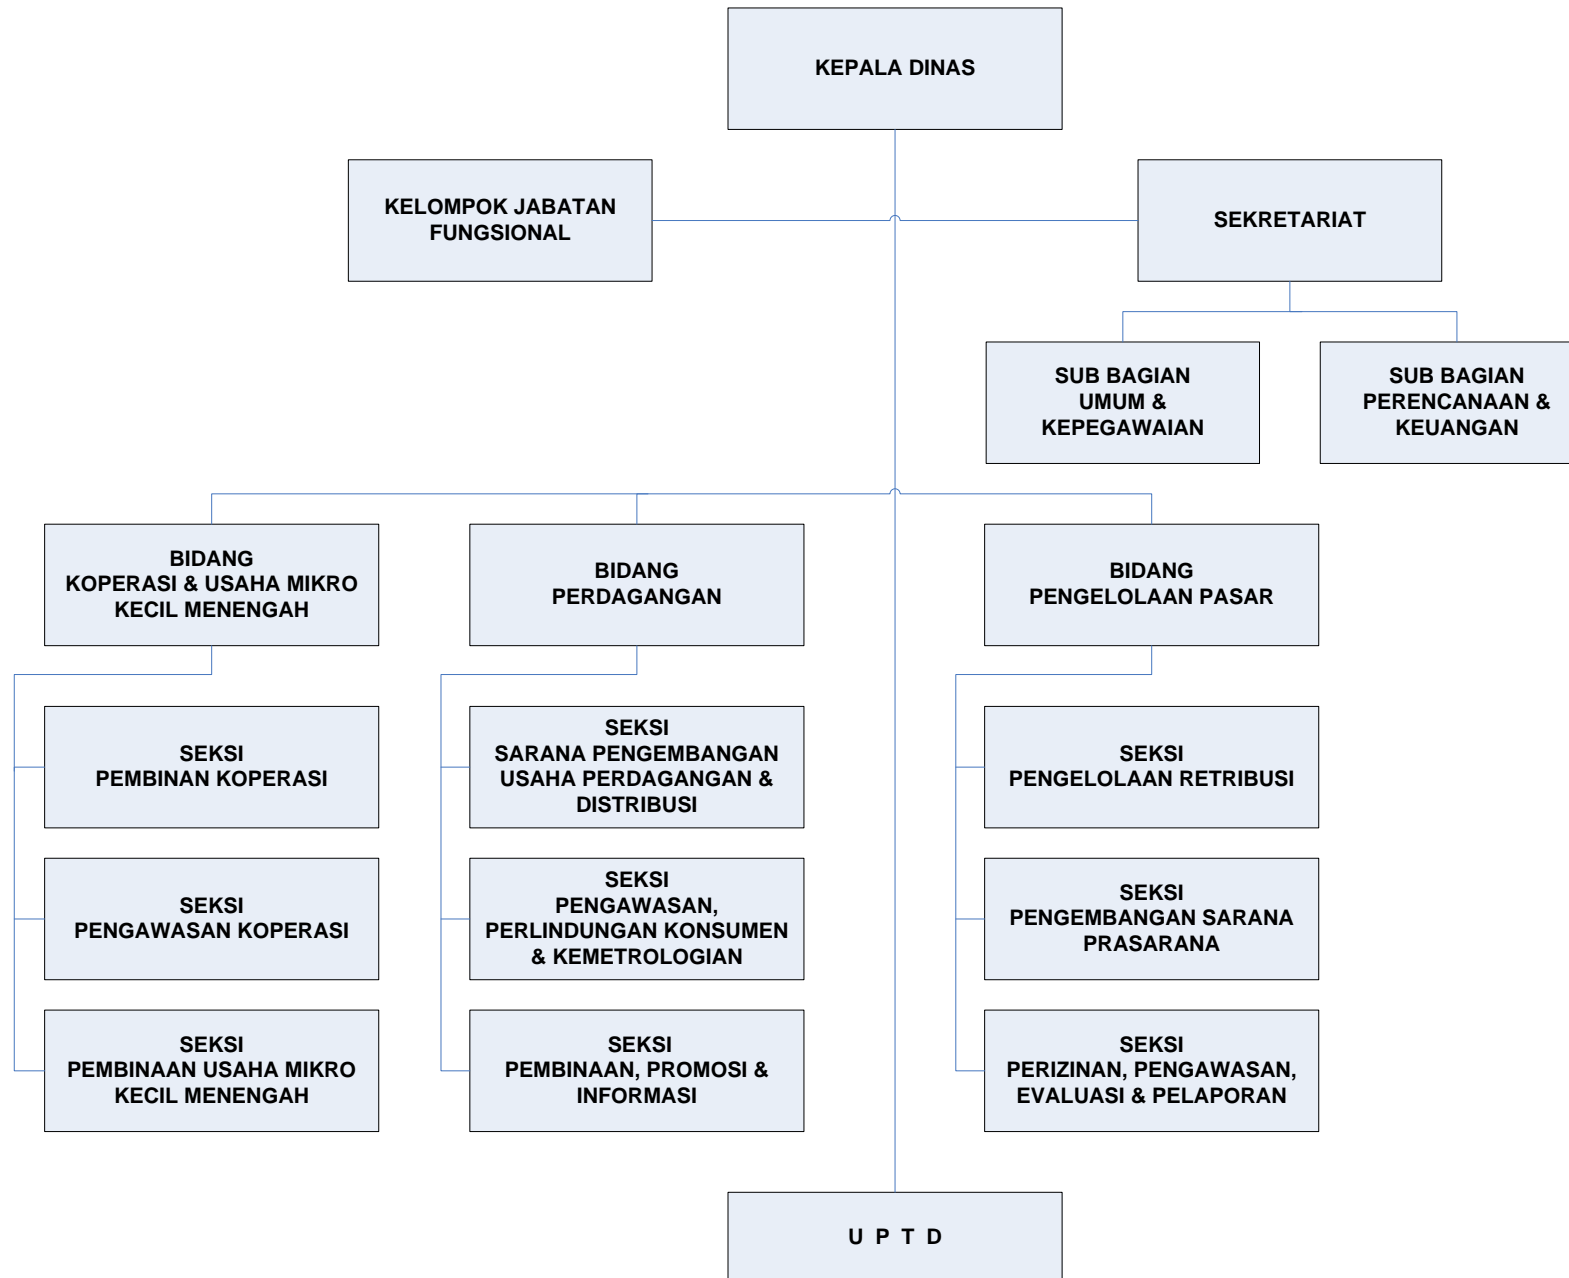 KEPALA DINAS
KELOMPOK JABATAN
FUNGSIONAL
SEKRETARIAT
SUB BAGIAN
UMUM &
KEPEGAWAIAN
SUB BAGIAN
PERENCANAAN &
KEUANGAN
BIDANG
KOPERASI & USAHA MIKRO
KECIL MENENGAH
BIDANG
PERDAGANGAN
BIDANG
PENGELOLAAN PASAR
SEKSI
PEMBINAN KOPERASI
SEKSI
SARANA PENGEMBANGAN
USAHA PERDAGANGAN &
DISTRIBUSI
SEKSI
PENGELOLAAN RETRIBUSI
SEKSI
PENGAWASAN KOPERASI
SEKSI
PENGAWASAN,
PERLINDUNGAN KONSUMEN
& KEMETROLOGIAN
SEKSI
PENGEMBANGAN SARANA
PRASARANA
SEKSI
PEMBINAAN USAHA MIKRO
KECIL MENENGAH
SEKSI
PEMBINAAN, PROMOSI &
INFORMASI
SEKSI
PERIZINAN, PENGAWASAN,
EVALUASI & PELAPORAN
U P T D